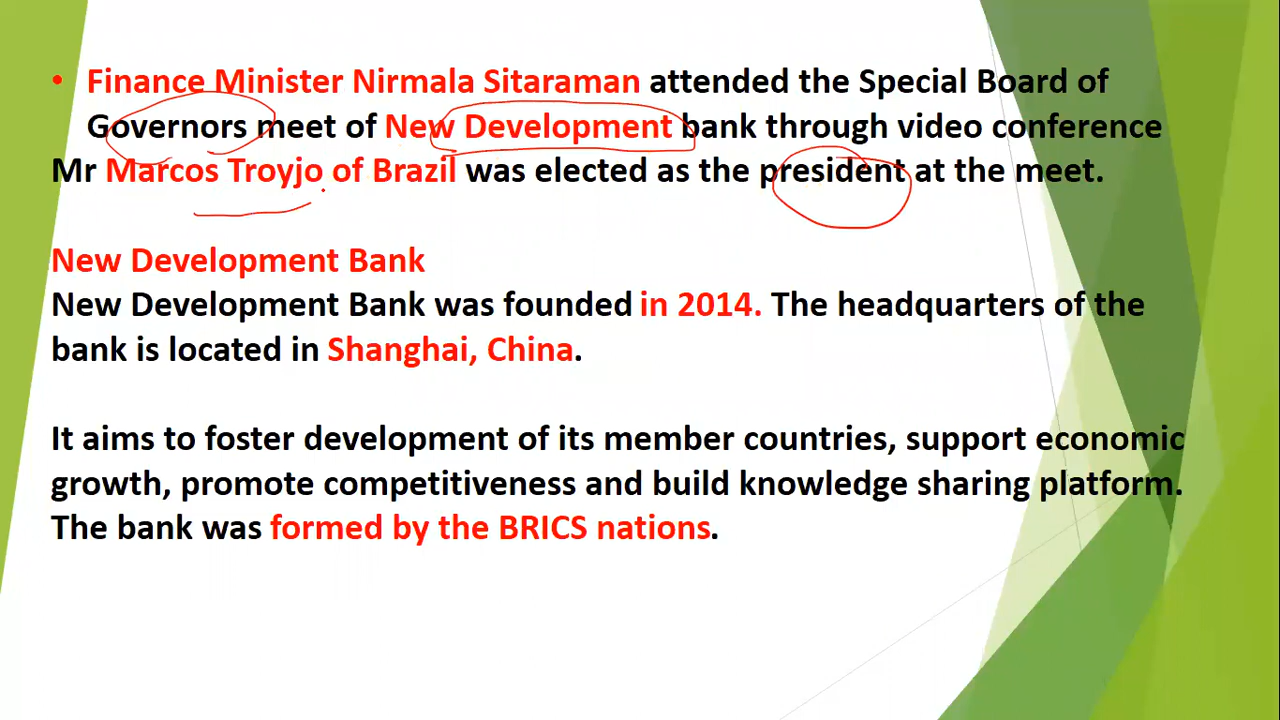 • Finance Minister Nirmala Sitaraman attended the Special Board of
Governors meet of New Development bank through video conference
Mr Marcos Troyjo of Brazil was elected as the president at the meet.
New Development Bank
New Development Bank was founded in 2014. The headquarters of the
bank is located in Shanghai, China.
It aims to foster development of its member countries, support economic
growth, promote competitiveness and build knowledge sharing platform.
The bank was formed by the BRICS nations.